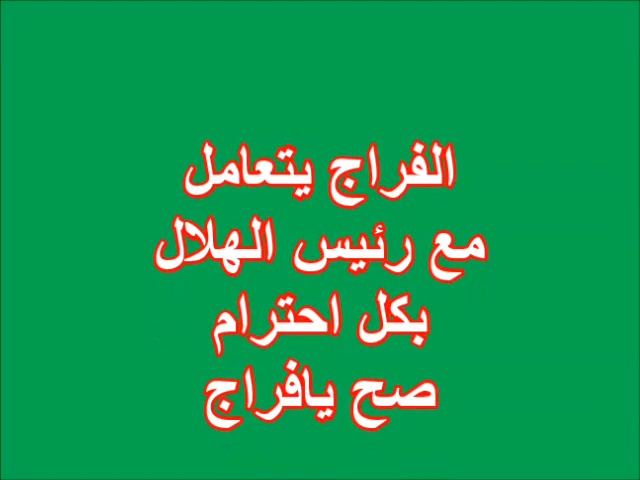 الفراج يتعامل
مع رئيس الهلال
بكل احترام
صح يافراج